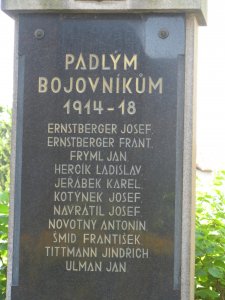 PADLÝM
BOJOVNÍKŮM
1914-18
ERNSTBERGER JOSEF.
ERNSTBERGER FRANT.
FRYML JAN.
HERCÍK LADISLAV
JEŘÁBEK KAREL.
KOTYNEK JOSEF
NAVRÁTIL JOSEF.
NOVOTNÝ ANTONÍN
ŠMÍD FRANTIŠEK
TITTMANN JINDŘICH
ULMAN JAN